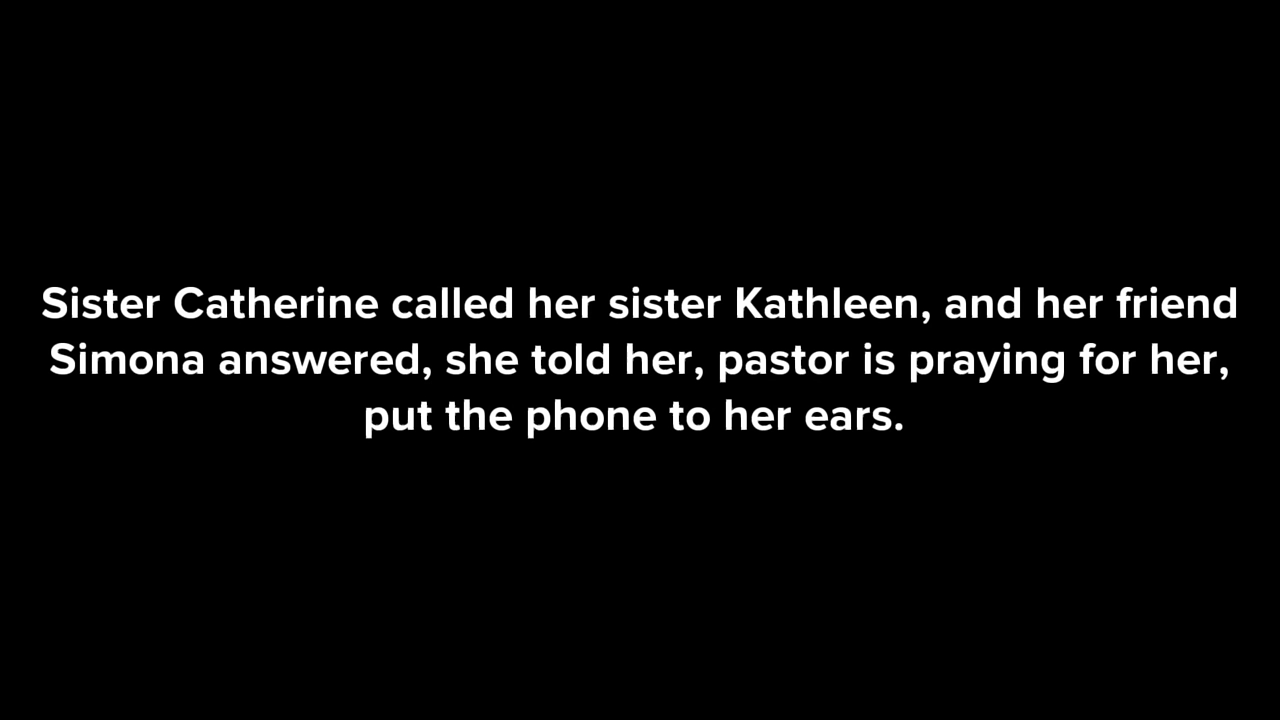 Sister Catherine called her sister Kathleen, and her friend
Simona answered, she told her, pastor is praying for her,
put the phone to her ears.